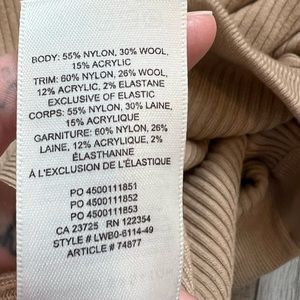 BODY: 55% NYLON, 30% WOOL,
15% ACRYLIC
TRIM: 60% NYLON, 26% WOOL,
12% ACRYLIC, 2% ELASTANE
EXCLUSIVE OF ELASTIC
CORPS: 55% NYLON, 30% LAINE,
15% ACRYLIQUE
GARNITURE: 60% NYLON, 26%
LAINE, 12% ACRYLIQUE, 2%
ÉLASTHANNE
À L'EXCLUSION DE L'ÉLASTIQUE
PO 4500111851
PO 4500111852
PO 4500111853
CA 23725 RN 122354
STYLE # LWB0-6114-49
ARTICLE # 74877